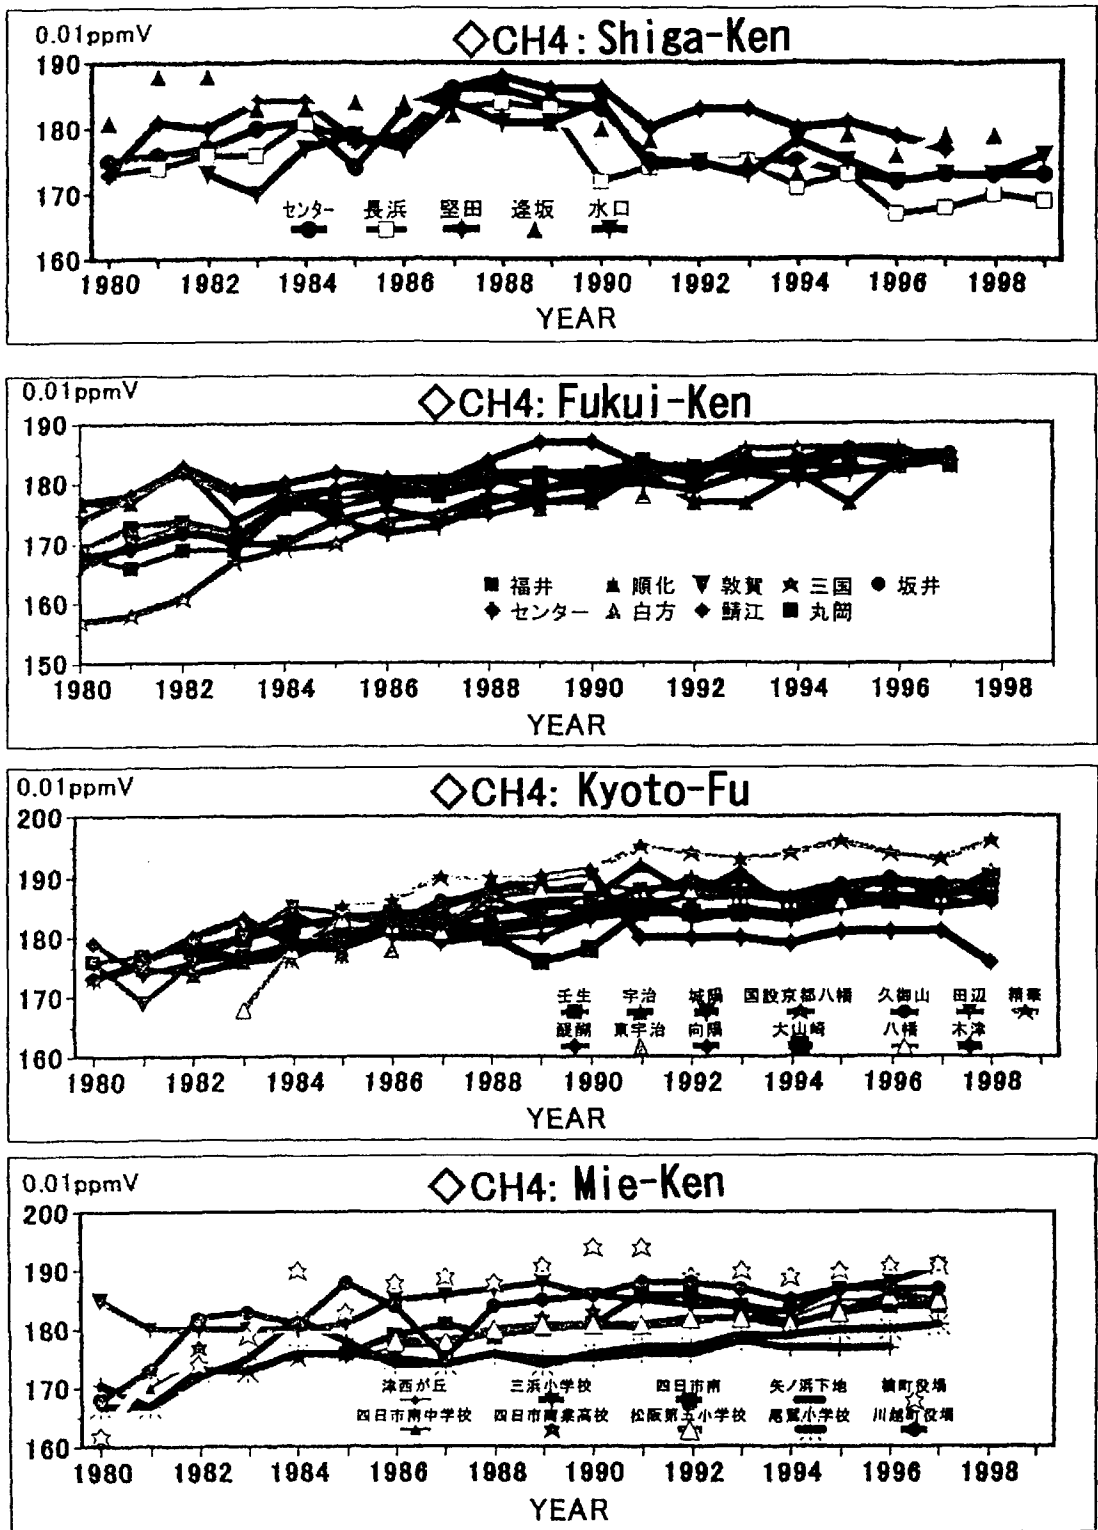 0.01ppmV
◇CH4: Shiga-Ken
190
180
170
160
センター 長浜 堅田 逢坂 水口
1980 1982 1984 1986 1988 1990 1992 1994 1996 1998
YEAR
0.01ppmV
◇CH4: Fukui-Ken
190
180
170
160
150
福井 順化 敦賀 三国 坂井
センター 白方 鯖江 丸岡
1980 1982 1984 1986 1988 1990 1992 1994 1996 1998
YEAR
0.01ppmV
◇CH4: Kyoto-Fu
200
190
180
170
160
壬生 宇治 城陽 国設京都八幡 久御山 田辺 精華
醍醐 東宇治 向陽 大山崎 八幡 木津
1980 1982 1984 1986 1988 1990 1992 1994 1996 1998
YEAR
0.01ppmV
◇CH4: Mie-Ken
200
190
180
170
160
津西が丘 三浜小学校 四日市南 矢ノ浜下地 町役場
四日市南中学校 四日市商業高校 松阪第五小学校 尾鷲小学校 川越町役場
1980 1982 1984 1986 1988 1990 1992 1994 1996 1998
YEAR